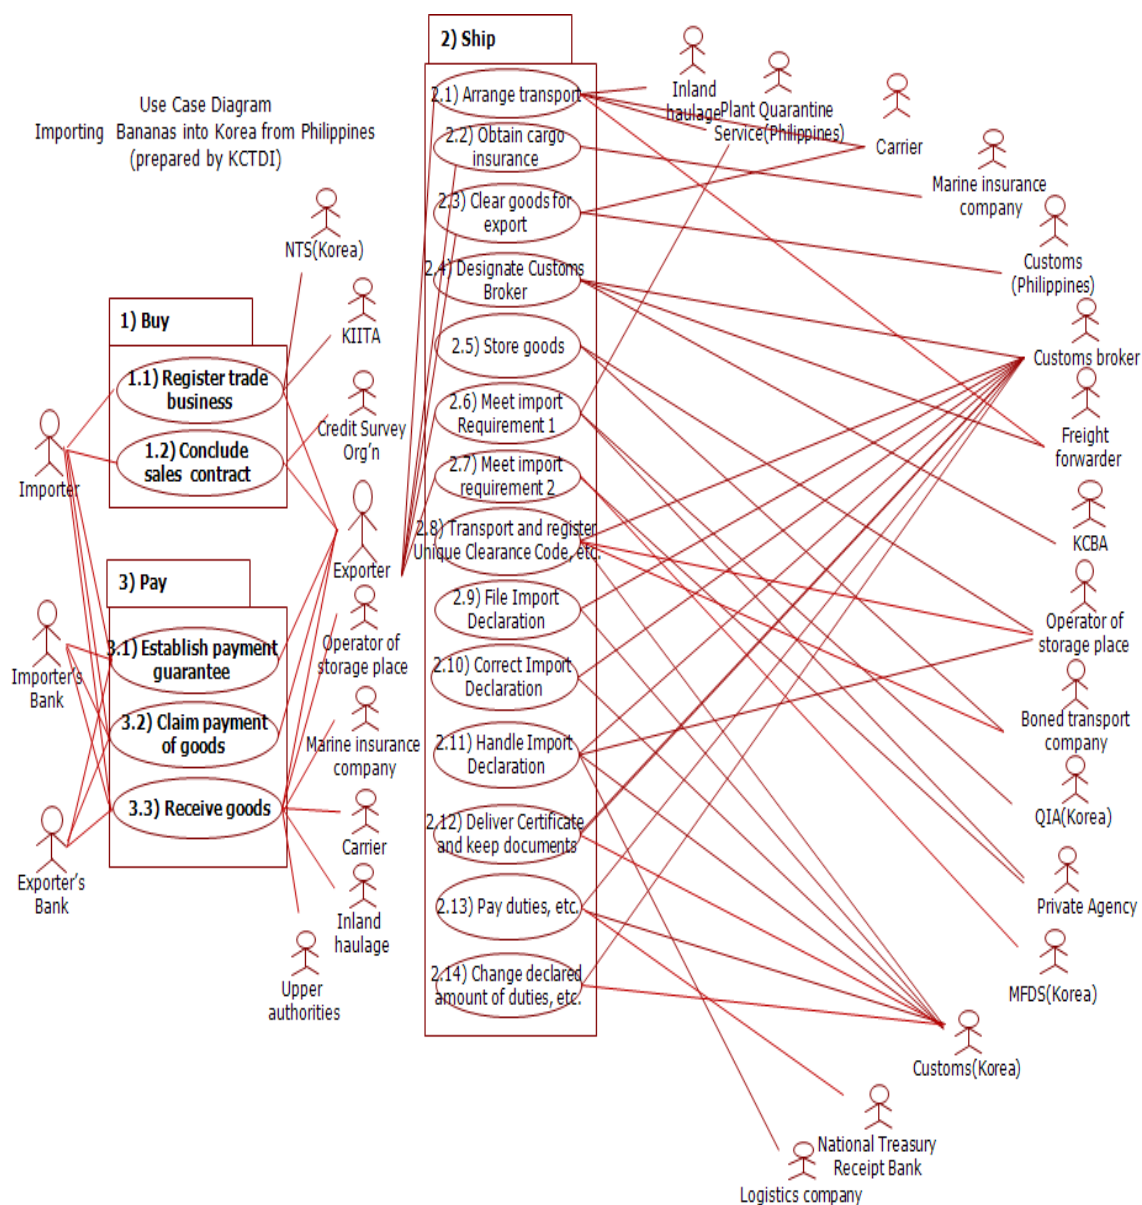 Use Case Diagram
Importing Bananas into Korea from Philippines
(prepared by KCTDI)
NTS(Korea)
KIITA
1) Buy
1.1) Register trade
business
1.2) Conclude
sales contract
Credit Survey
Org'n
Importer
Exporter
3) Pay
3.1) Establish payment
guarantee
3.2) Claim payment
of goods
3.3) Receive goods
Importer's
Bank
Exporter's
Bank
Operator of
storage place
Marine insurance
company
Carrier
Inland
haulage
Upper
authorities
2) Ship
2.1) Arrange transport
2.2) Obtain cargo
insurance
2.3) Clear goods for
export
2.4) Designate Customs
Broker
2.5) Store goods
2.6) Meet import
Requirement 1
2.7) Meet import
requirement 2
2.8) Transport and register
Unique Clearance Code, etc.
2.9) File Import
Declaration
2.10) Correct Import
Declaration
2.11) Handle Import
Declaration
2.12) Deliver Certificate
and keep documents
2.13) Pay duties, etc.
2.14) Change declared
amount of duties, etc.
Inland
haulage
Plant Quarantine
Service(Philippines)
Carrier
Marine insurance
company
Customs
(Philippines)
Customs broker
Freight
forwarder
KCBA
Operator of
storage place
Boned transport
company
QIA(Korea)
Private Agency
MFDS(Korea)
Customs(Korea)
National Treasury
Receipt Bank
Logistics company